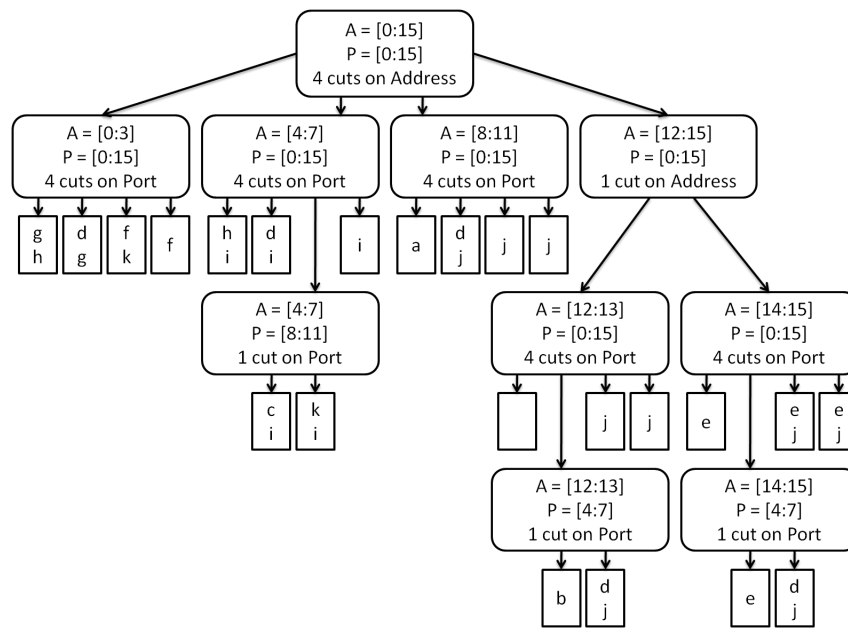 A = [0:15]
P = [0:15]
4 cuts on Address
A = [0:3]
P = [0:15]
4 cuts on Port
A = [4:7]
P = [0:15]
4 cuts on Port
A = [8:11]
P = [0:15]
4 cuts on Port
A = [12:15]
P = [0:15]
1 cut on Address
g
h
d
g
f
k
f
h
i
d
i
i
a
d
j
j
j
A = [4:7]
P = [8:11]
1 cut on Port
A = [12:13]
P = [0:15]
4 cuts on Port
A = [14:15]
P = [0:15]
4 cuts on Port
c
i
k
i
j
j
e
e
j
e
j
A = [12:13]
P = [4:7]
1 cut on Port
A = [14:15]
P = [4:7]
1 cut on Port
b
d
j
e
d
j